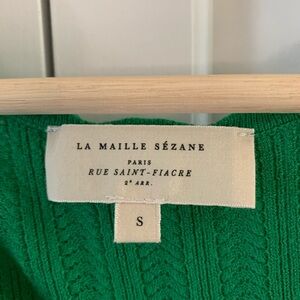 LA MAILLE SÉZANE
PARIS
RUE SAINT-FIACRE
2e ARR.
S